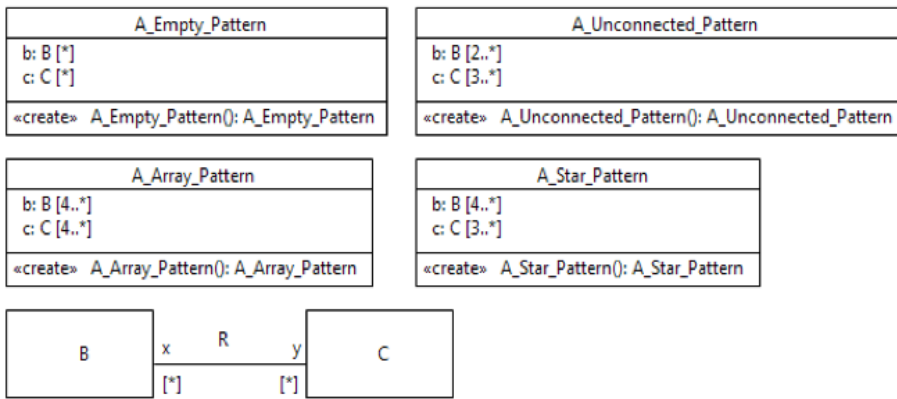 A_Empty_Pattern
b: B [*]
c: C [*]
«create» A_Empty_Pattern(): A_Empty_Pattern
A_Unconnected_Pattern
b: B [2..*]
c: C [3..*]
«create» A_Unconnected_Pattern(): A_Unconnected_Pattern
A_Array_Pattern
b: B [4..*]
c: C [4..*]
«create» A_Array_Pattern(): A_Array_Pattern
A_Star_Pattern
b: B [4..*]
c: C [3..*]
«create» A_Star_Pattern(): A_Star_Pattern
B
x R y
[*] [*]
C